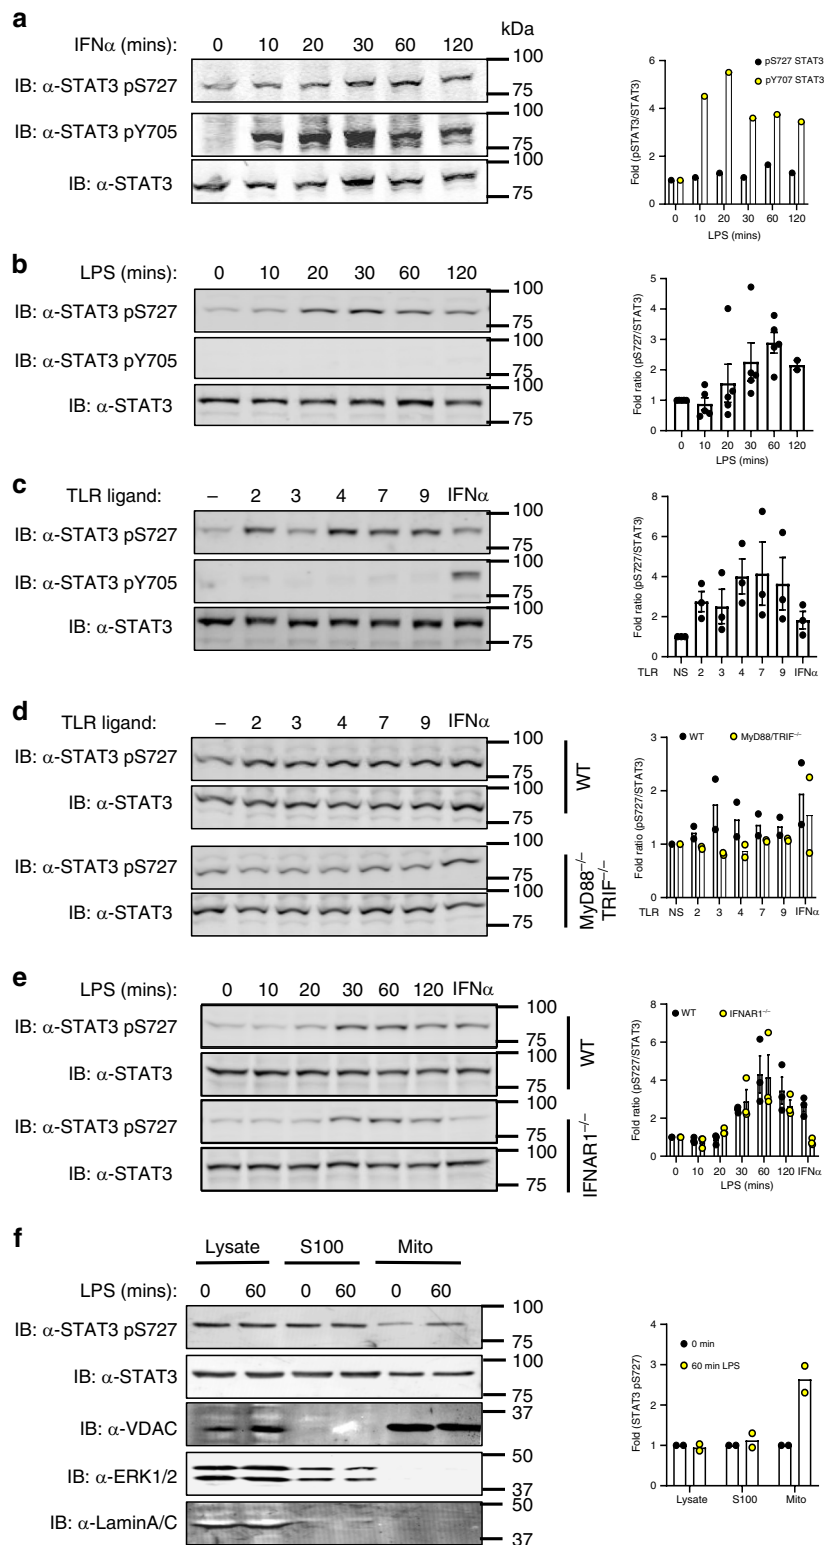 a
kDa
IFNα (mins): 0 10 20 30 60 120
100
IB: α-STAT3 pS727
75
100
IB: α-STAT3 pY705
75
100
IB: α-STAT3
75
6
4
2
0
Fold (pSTAT3/STAT3)
pS727 STAT3
pY707 STAT3
0 10 20 30 60 120
LPS (mins)
b
LPS (mins): 0 10 20 30 60 120
100
IB: α-STAT3 pS727
75
100
IB: α-STAT3 pY705
75
100
IB: α-STAT3
75
5
4
3
2
1
0
Fold ratio (pS727/STAT3)
0 10 20 30 60 120
LPS (mins)
c
TLR ligand: – 2 3 4 7 9 IFNα
100
IB: α-STAT3 pS727
75
100
IB: α-STAT3 pY705
75
100
IB: α-STAT3
75
8
6
4
2
0
Fold ratio (pS727/STAT3)
TLR NS 2 3 4 7 9 IFNα
d
TLR ligand: – 2 3 4 7 9 IFNα
100
IB: α-STAT3 pS727
75
100
IB: α-STAT3
75
WT
100
IB: α-STAT3 pS727
75
100
IB: α-STAT3
75
MyD88–/–
TRIF–/–
3
2
1
0
Fold ratio (pS727/STAT3)
WT MyD88/TRIF–/–
TLR NS 2 3 4 7 9 IFNα
e
LPS (mins): 0 10 20 30 60 120 IFNα
100
IB: α-STAT3 pS727
75
100
IB: α-STAT3
75
WT
100
IB: α-STAT3 pS727
75
100
IB: α-STAT3
75
IFNAR1–/–
8
6
4
2
0
Fold ratio (pS727/STAT3)
WT IFNAR1–/–
0 10 20 30 60 120 IFNα
LPS (mins)
f
Lysate S100 Mito
LPS (mins): 0 60 0 60 0 60
100
IB: α-STAT3 pS727
75
100
IB: α-STAT3
75
37
IB: α-VDAC
50
IB: α-ERK1/2
37
50
IB: α-LaminA/C
37
4
3
2
1
0
Fold (STAT3 pS727)
0 min
60 min LPS
Lysate S100 Mito